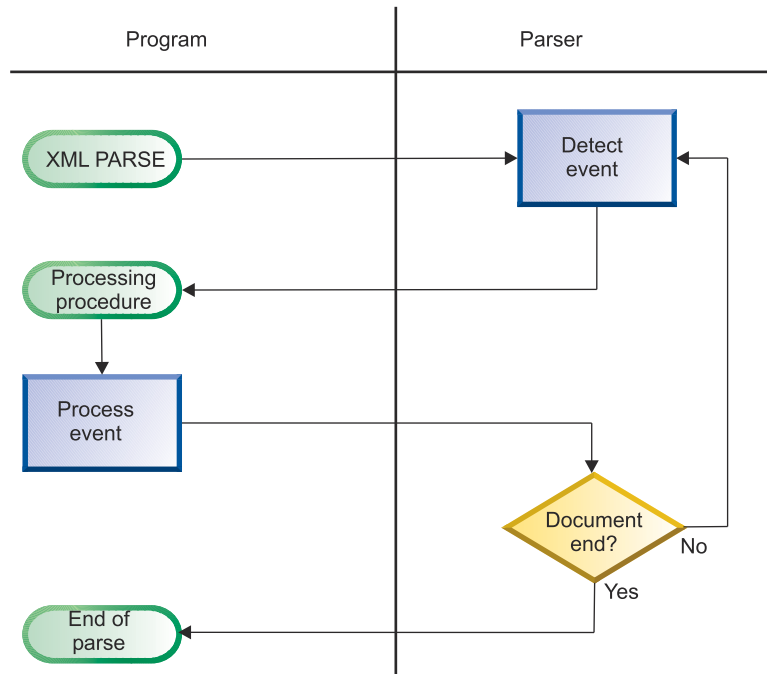 Program
Parser
XML PARSE
Detect
event
Processing
procedure
Process
event
Document
end?
No
Yes
End of
parse